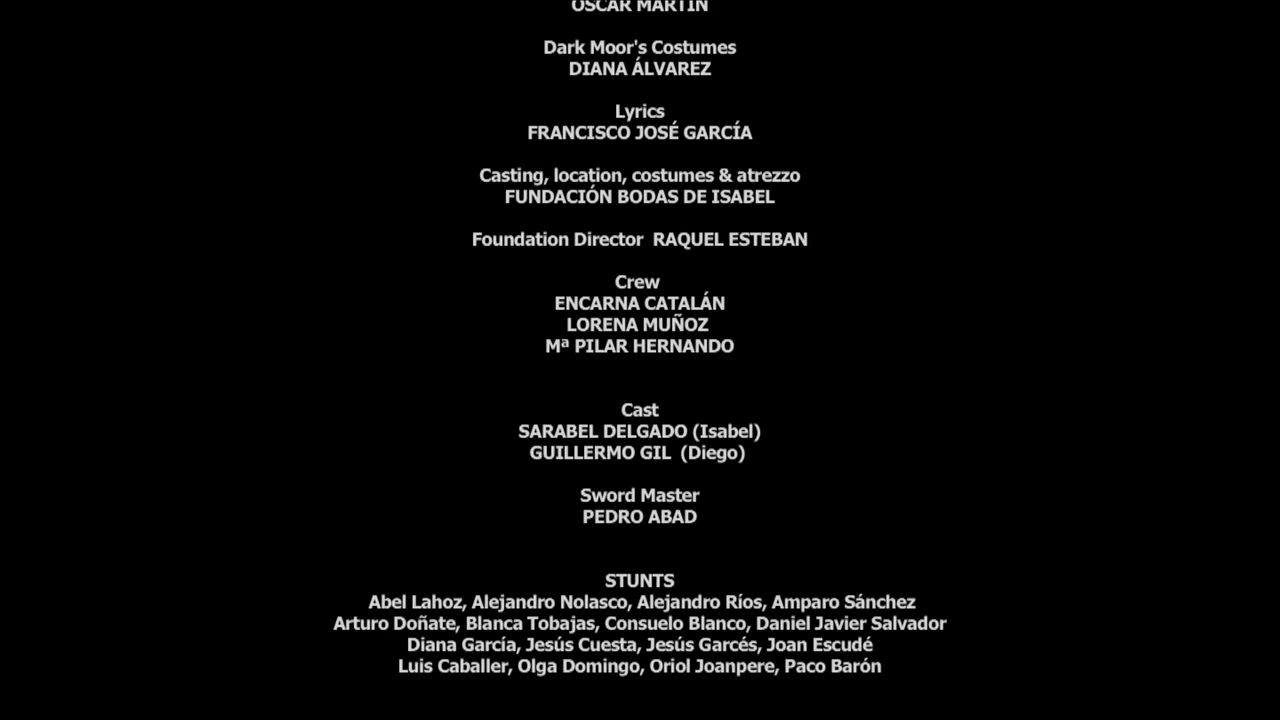 OSCAR MARTÍN
Dark Moor's Costumes
DIANA ÁLVAREZ
Lyrics
FRANCISCO JOSÉ GARCÍA
Casting, location, costumes & atrezzo
FUNDACIÓN BODAS DE ISABEL
Foundation Director RAQUEL ESTEBAN
Crew
ENCARNA CATALÁN
LORENA MUÑOZ
Mª PILAR HERNANDO
Cast
SARABEL DELGADO (Isabel)
GUILLERMO GIL (Diego)
Sword Master
PEDRO ABAD
STUNTS
Abel Lahoz, Alejandro Nolasco, Alejandro Ríos, Amparo Sánchez
Arturo Doñate, Blanca Tobajas, Consuelo Blanco, Daniel Javier Salvador
Diana García, Jesús Cuesta, Jesús Garcés, Joan Escudé
Luis Caballer, Olga Domingo, Oriol Joanpere, Paco Barón